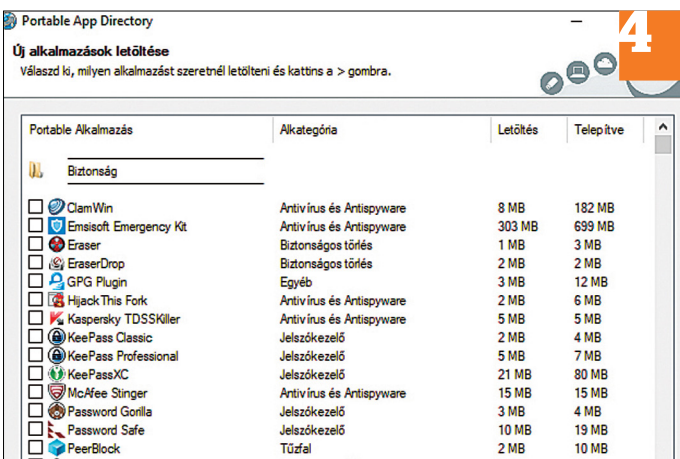 Portable App Directory
4
Új alkalmazások letöltése
Válaszd ki, milyen alkalmazást szeretnél letölteni és kattins a > gombra.
Portable Alkalmazás Alkategória Letöltés Telepítve
Biztonság
ClamWin Antivírus és Antispyware 8 MB 182 MB
Emsisoft Emergency Kit Antivírus és Antispyware 303 MB 699 MB
Eraser Biztonságos törlés 1 MB 3 MB
EraserDrop Biztonságos törlés 2 MB 2 MB
GPG Plugin Egyéb 3 MB 12 MB
HijackThis Fork Antivírus és Antispyware 2 MB 6 MB
Kaspersky TDSSKiller Antivírus és Antispyware 5 MB 5 MB
KeePass Classic Jelszókezelő 2 MB 4 MB
KeePass Professional Jelszókezelő 5 MB 7 MB
KeePassXC Jelszókezelő 21 MB 80 MB
McAfee Stinger Antivírus és Antispyware 15 MB 15 MB
Password Gorilla Jelszókezelő 3 MB 4 MB
Password Safe Jelszókezelő 10 MB 19 MB
PeerBlock Tűzfal 2 MB 10 MB